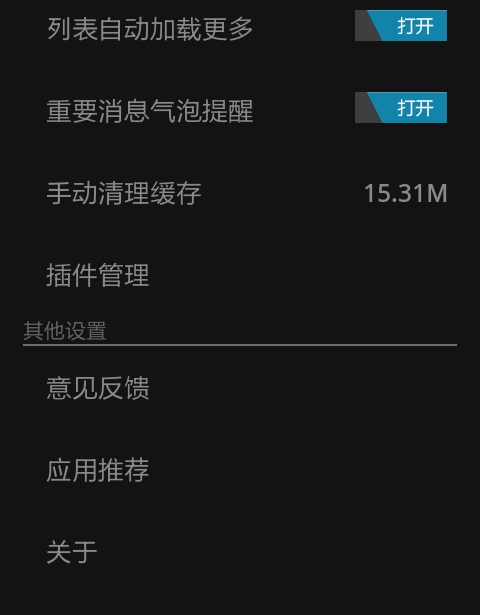 列表自动加载更多 打开
重要消息气泡提醒 打开
手动清理缓存 15.31M
插件管理
其他设置
意见反馈
应用推荐
关于